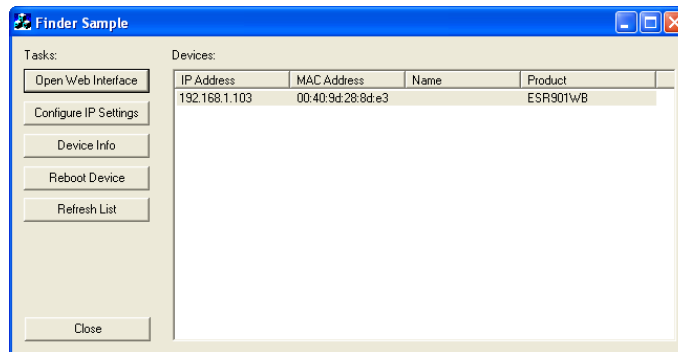 Finder Sample
Tasks:
Devices:
Open Web Interface
Configure IP Settings
Device Info
Reboot Device
Refresh List
Close
IP Address MAC Address Name Product
192.168.1.103 00:40:9d:28:8d:e3 ESR901WB